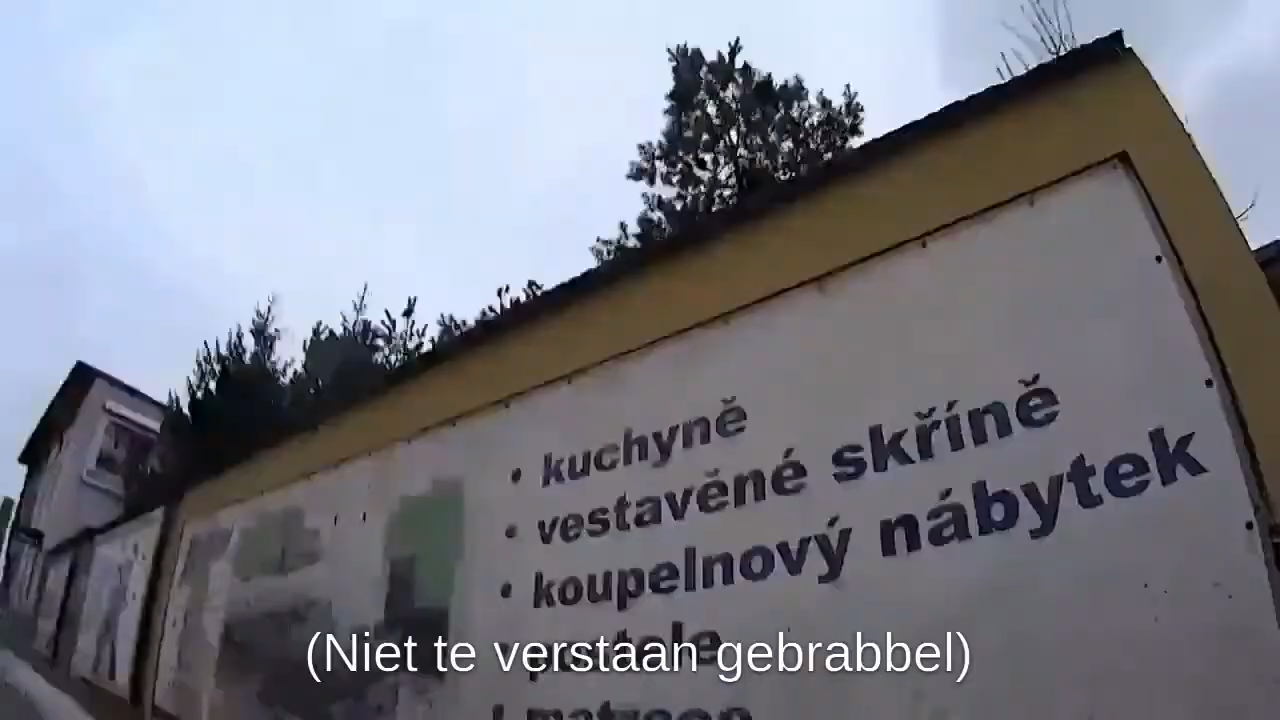 • kuchyně
• vestavěné skříně
• koupelnový nábytek
(Niet te verstaan gebrabbel)